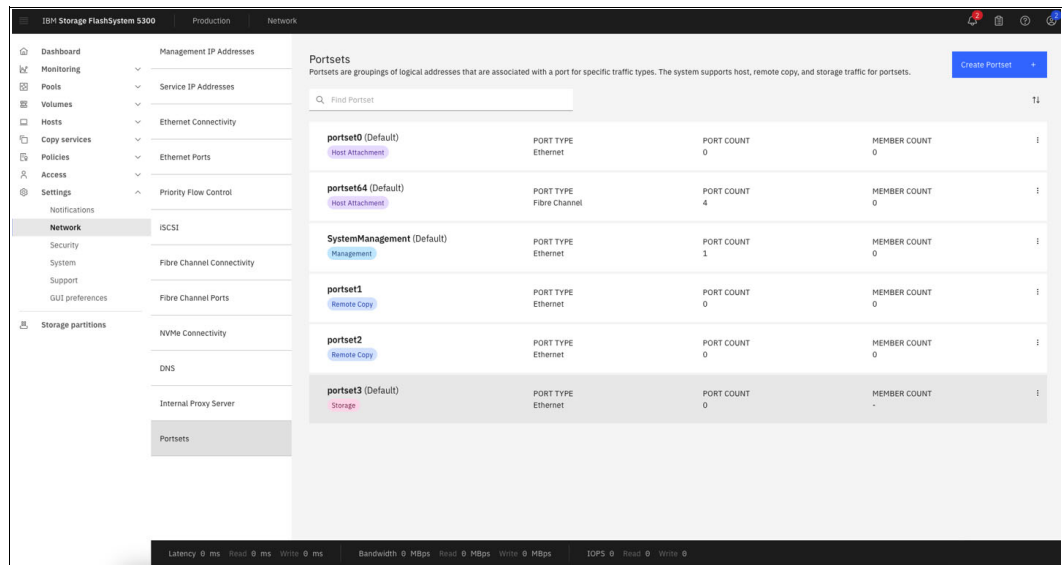 IBM Storage FlashSystem 5300 Production Network 2 2
Dashboard
Monitoring
Pools
Volumes
Hosts
Copy services
Policies
Access
Settings
Notifications
Network
Security
System
Support
GUI preferences
Storage partitions
Management IP Addresses
Service IP Addresses
Ethernet Connectivity
Ethernet Ports
Priority Flow Control
iSCSI
Fibre Channel Connectivity
Fibre Channel Ports
NVMe Connectivity
DNS
Internal Proxy Server
Portsets
Portsets
Portsets are groupings of logical addresses that are associated with a port for specific traffic types. The system supports host, remote copy, and storage traffic for portsets.
Create Portset +
Find Portset
portset0 (Default) PORT TYPE PORT COUNT MEMBER COUNT
Host Attachment Ethernet 0 0
portset64 (Default) PORT TYPE PORT COUNT MEMBER COUNT
Host Attachment Fibre Channel 4 0
SystemManagement (Default) PORT TYPE PORT COUNT MEMBER COUNT
Management Ethernet 1 0
portset1 PORT TYPE PORT COUNT MEMBER COUNT
Remote Copy Ethernet 0 0
portset2 PORT TYPE PORT COUNT MEMBER COUNT
Remote Copy Ethernet 0 0
portset3 (Default) PORT TYPE PORT COUNT MEMBER COUNT
Storage Ethernet 0 -
Latency 0 ms Read 0 ms Write 0 ms Bandwidth 0 MBps Read 0 MBps Write 0 MBps IOPS 0 Read 0 Write 0